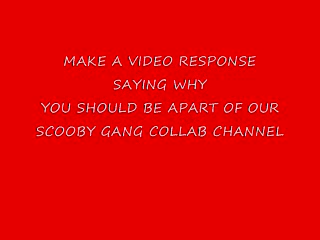 MAKE A VIDEO RESPONSE
SAYING WHY
YOU SHOULD BE APART OF OUR
SCOOBY GANG COLLAB CHANNEL